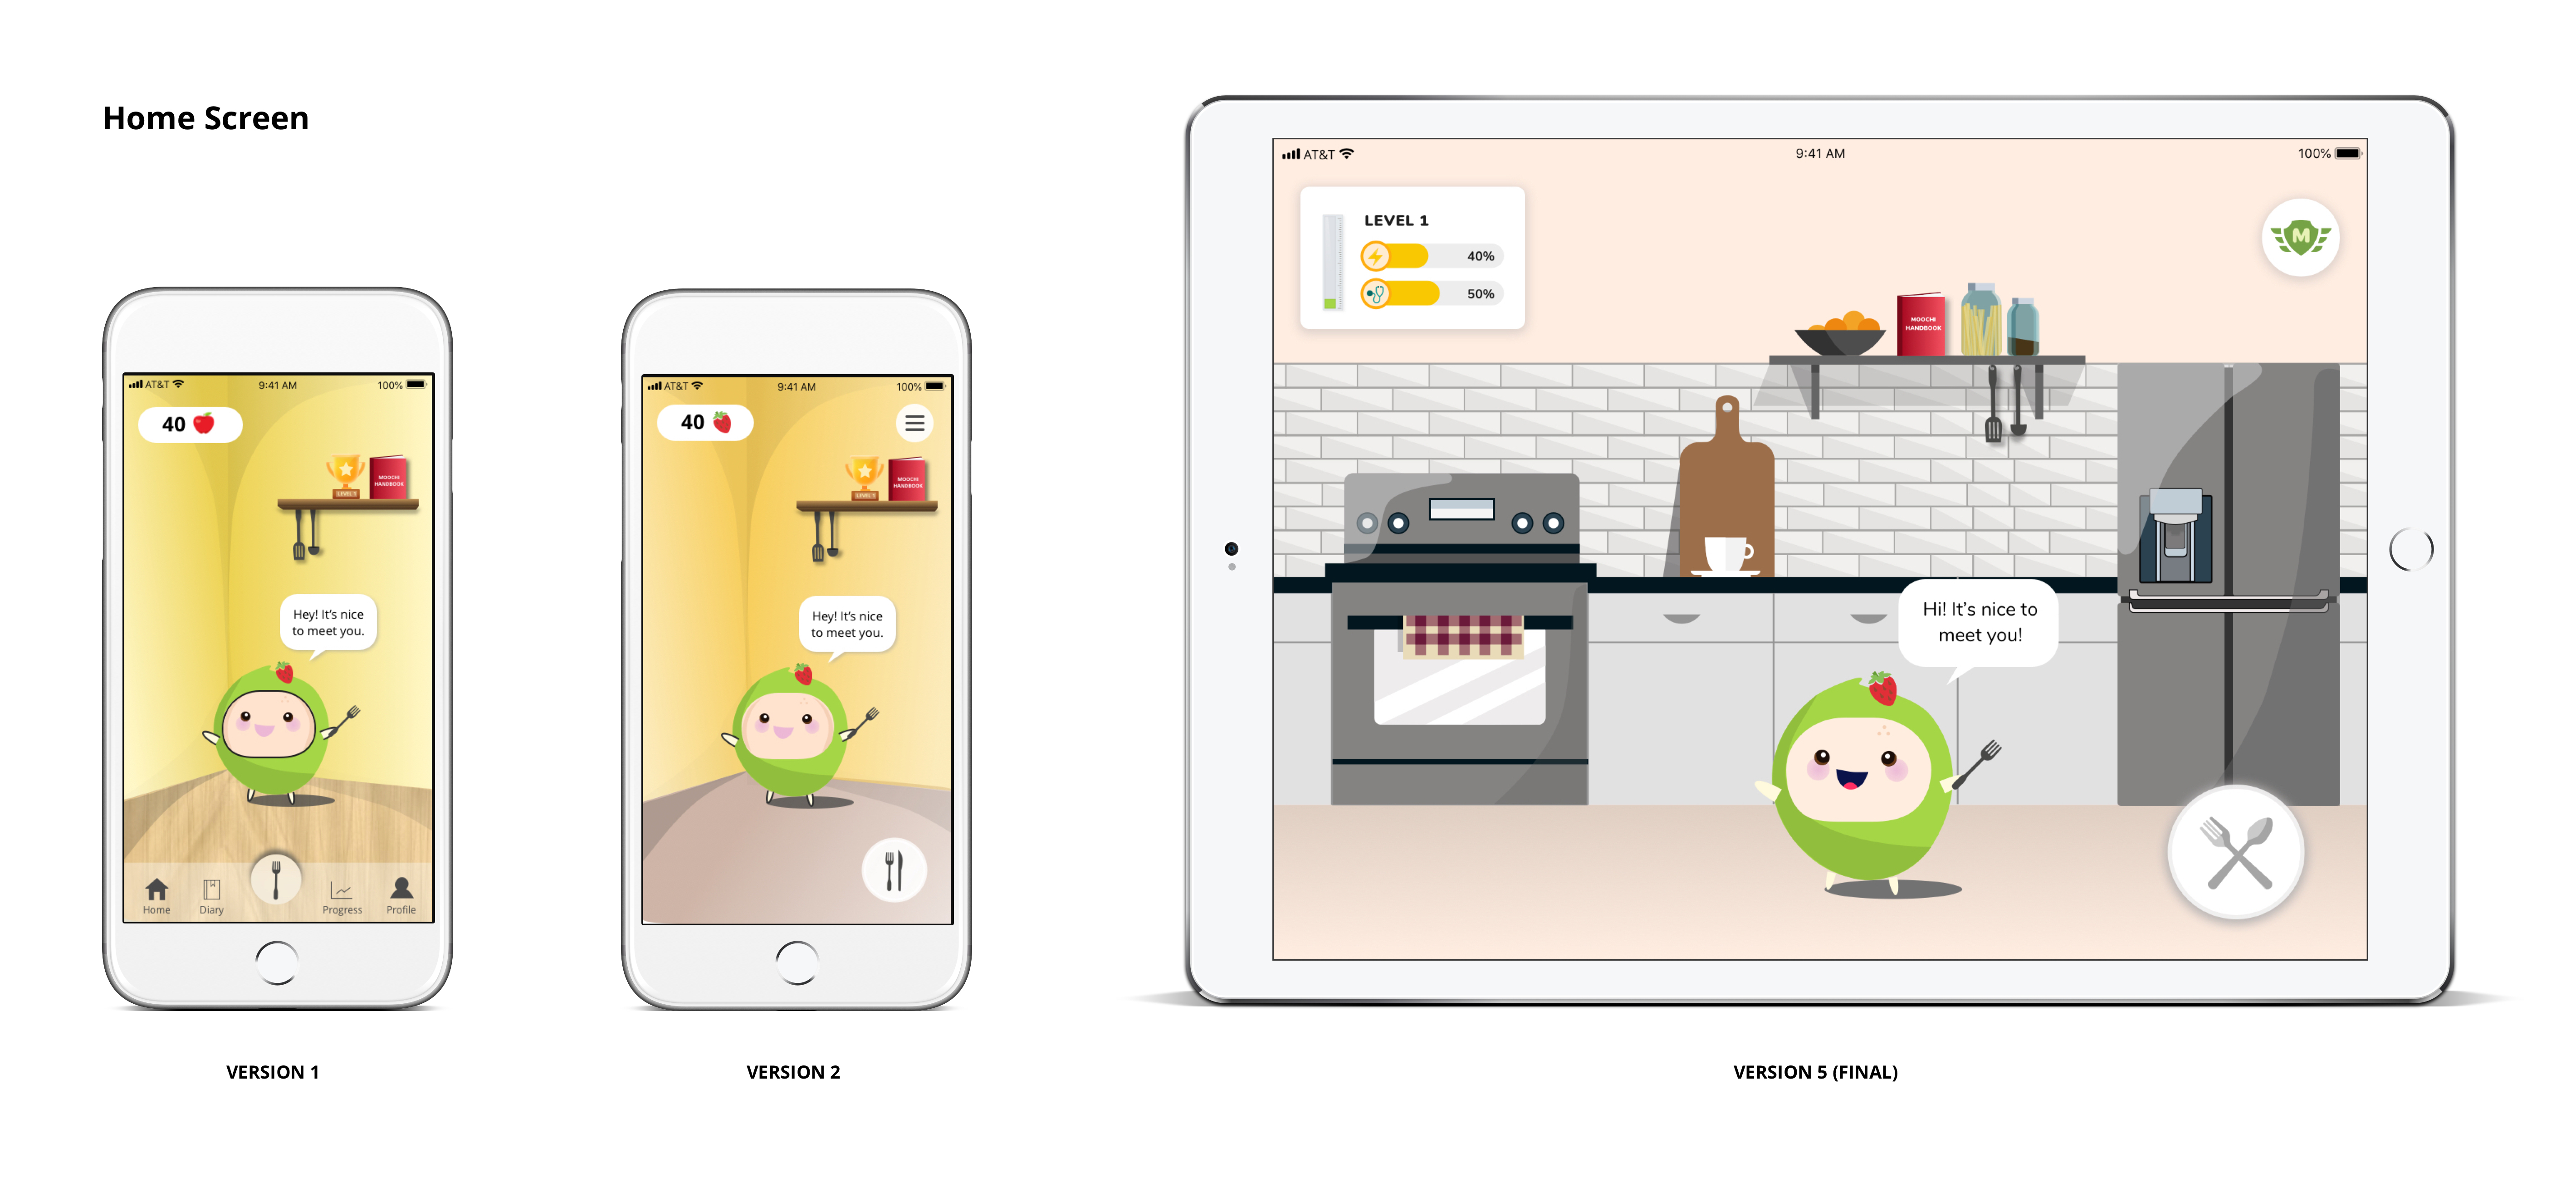 Home Screen
AT&T
9:41 AM
100%
40
LEVEL 1
MOOCHI
HANDBOOK
Hey! It's nice
to meet you.
Home
Diary
Progress
Profile
VERSION 1
AT&T
9:41 AM
100%
40
LEVEL 1
MOOCHI
HANDBOOK
Hey! It's nice
to meet you.
VERSION 2
AT&T
9:41 AM
100%
LEVEL 1
40%
50%
M
MOOCHI
HANDBOOK
Hi! It's nice to
meet you!
VERSION 5 (FINAL)